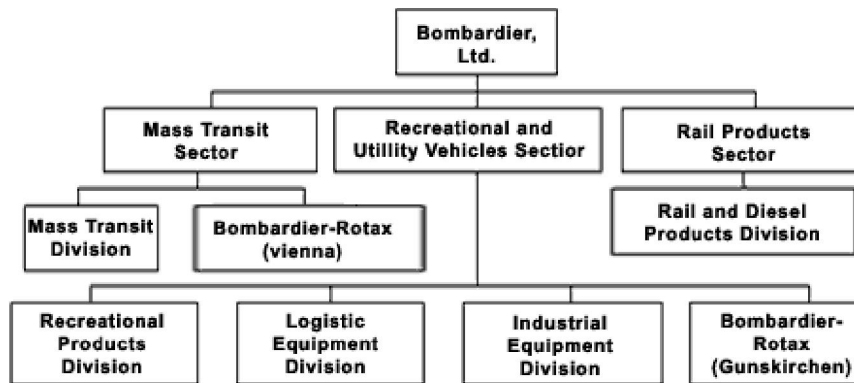 Bombardier,
Ltd.
Mass Transit
Sector
Recreational and
Utillity Vehicles Sectior
Rail Products
Sector
Mass Transit
Division
Bombardier-Rotax
(vienna)
Rail and Diesel
Products Division
Recreational
Products
Division
Logistic
Equipment
Division
Industrial
Equipment
Division
Bombardier-
Rotax
(Gunskirchen)